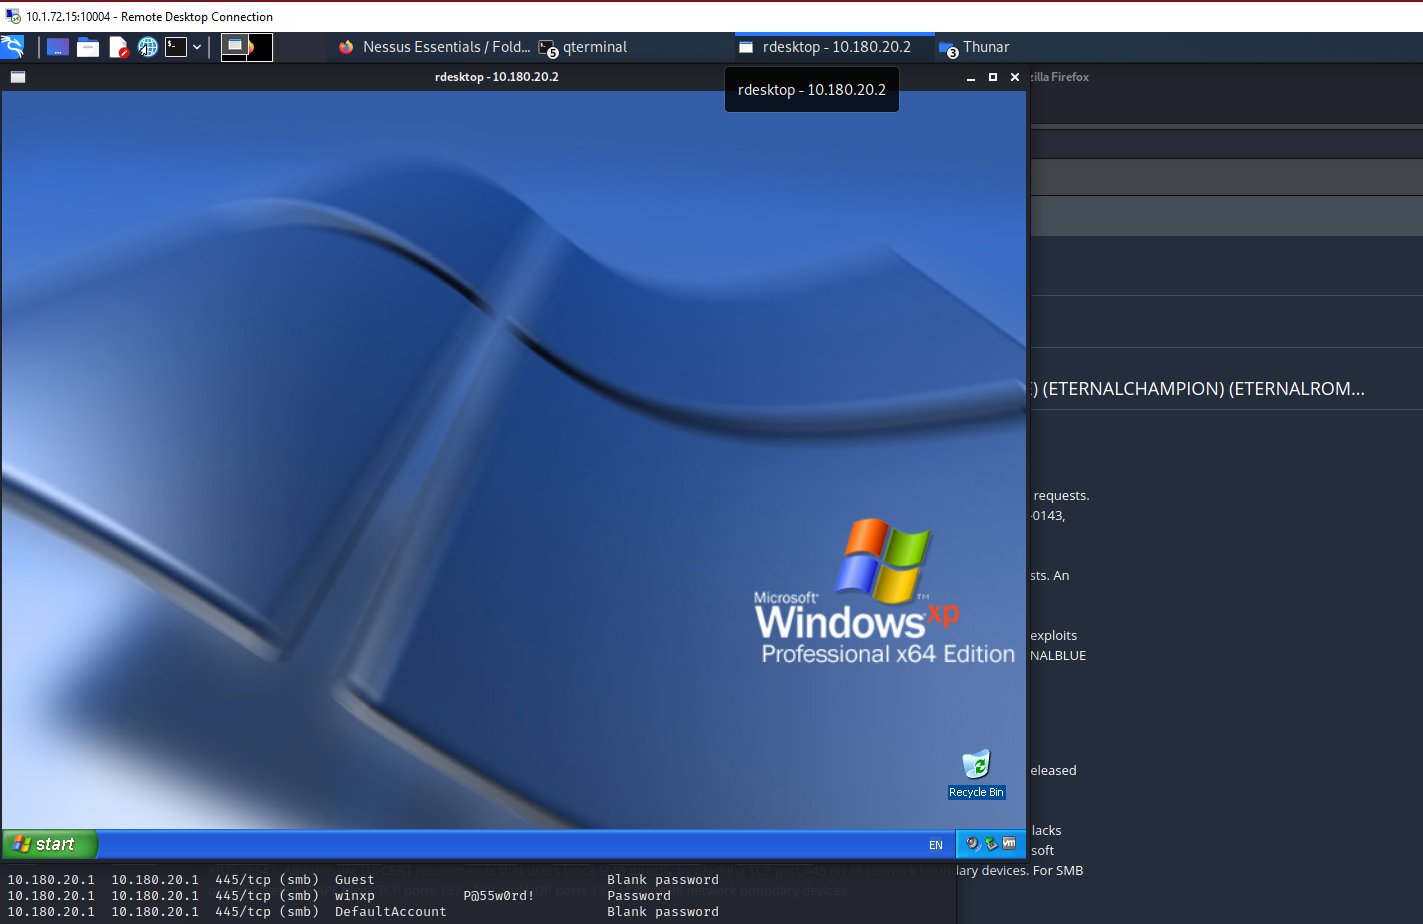 10.1.72.15:10004 - Remote Desktop Connection
Nessus Essentials / Fold...
5
qterminal
rdesktop - 10.180.20.2
3
Thunar
rdesktop - 10.180.20.2
zilla Firefox
rdesktop - 10.180.20.2
) (ETERNALCHAMPION) (ETERNALROM...
requests.
-0143,
sts. An
exploits
NALBLUE
Microsoft
Windows xp
TM
Professional x64 Edition
eleased
Recycle Bin
lacks
soft
start
EN
dary devices. For SMB
10.180.20.1 10.180.20.1 445/tcp (smb) Guest Blank password
10.180.20.1 10.180.20.1 445/tcp (smb) winxp P@55w0rd! Password
10.180.20.1 10.180.20.1 445/tcp (smb) DefaultAccount Blank password